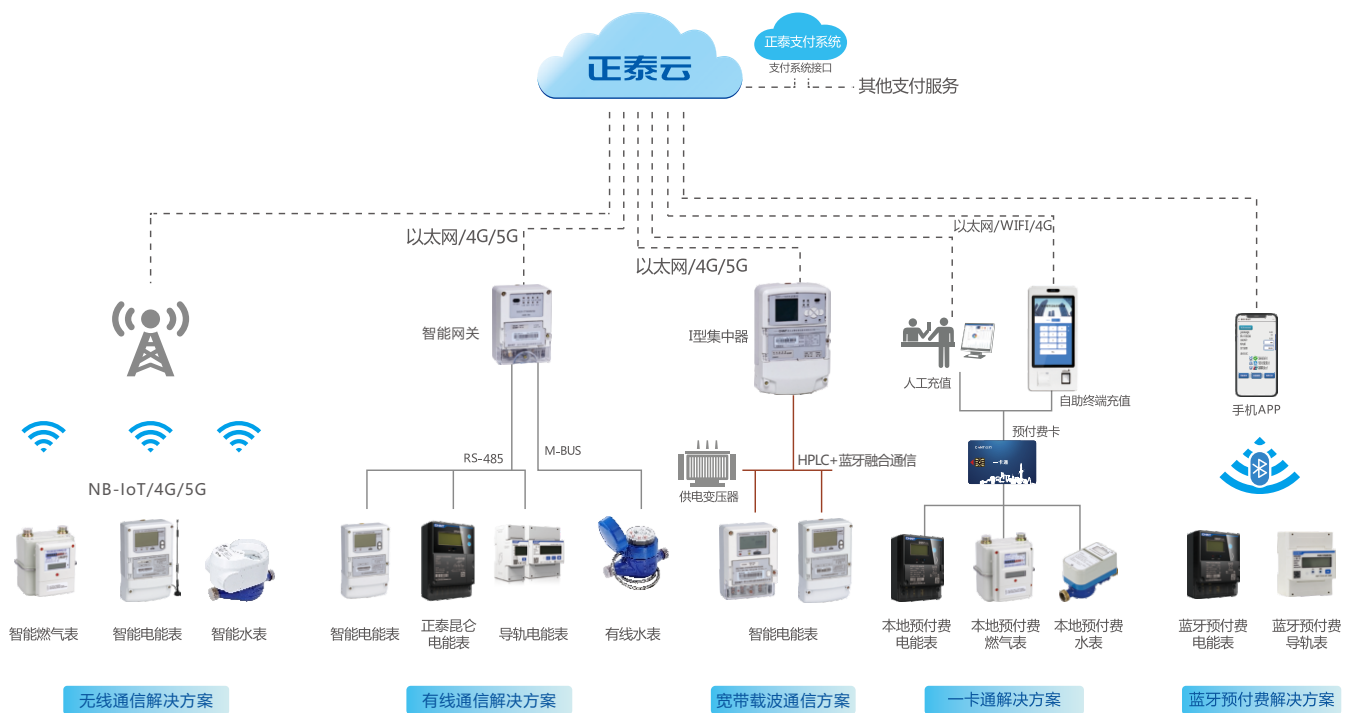 正泰云
正泰支付系统
支付系统接口
其他支付服务
以太网/4G/5G
以太网/4G/5G
以太网/WIFI/4G
智能网关
I型集中器
人工充值
自助终端充值
手机APP
预付费卡
一卡通
RS-485
M-BUS
HPLC+蓝牙融合通信
供电变压器
NB-IoT/4G/5G
智能燃气表
智能电能表
智能水表
智能电能表
正泰昆仑
电能表
导轨电能表
有线水表
智能电能表
本地预付费
电能表
本地预付费
燃气表
本地预付费
水表
蓝牙预付费
电能表
蓝牙预付费
导轨表
无线通信解决方案
有线通信解决方案
宽带载波通信方案
一卡通解决方案
蓝牙预付费解决方案